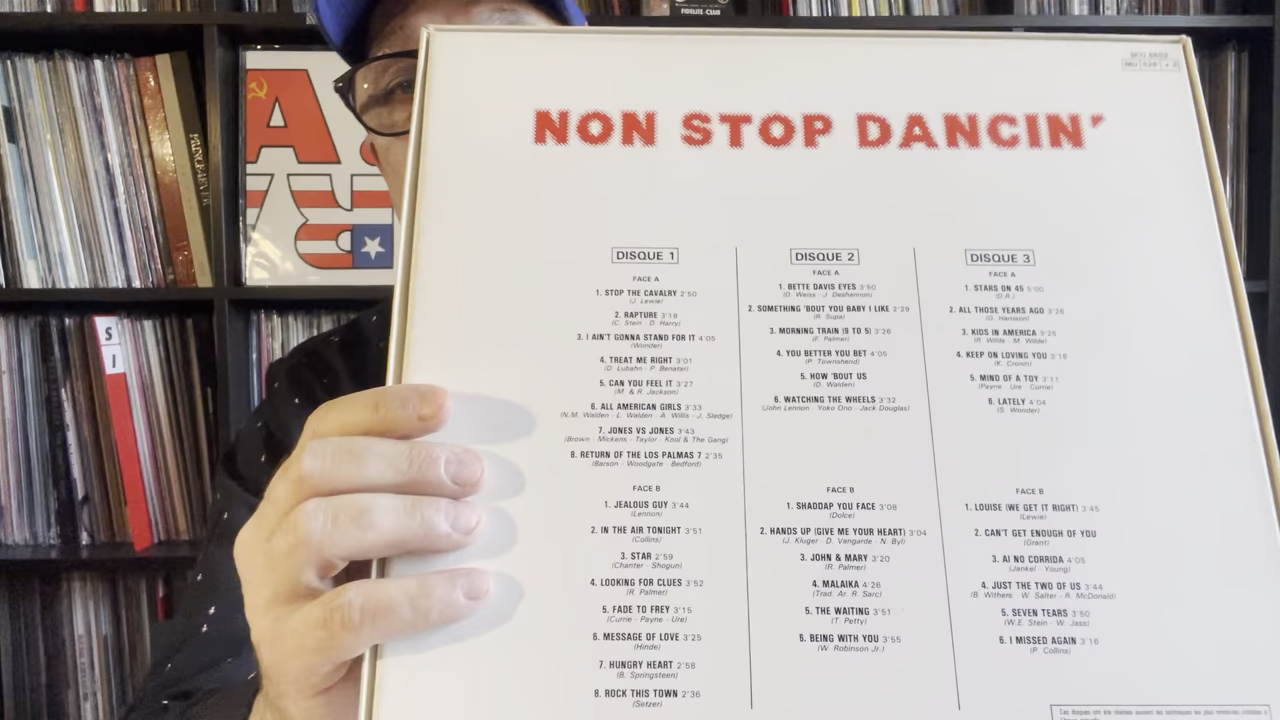 FIDELITE-CLUB
PRINCE4EVER
S
I
NON STOP DANCIN'
DISQUE 1
FACE A
1. STOP THE CAVALRY 2'50
(J. Lewie)
2. RAPTURE 3'18
(C. Stein - D. Harry)
3. I AIN'T GONNA STAND FOR IT 4'05
(Wonder)
4. TREAT ME RIGHT 3'01
(D. Lubahn - P. Benatar)
5. CAN YOU FEEL IT 3'27
(M. & R. Jackson)
6. ALL AMERICAN GIRLS 3'33
(N.M. Walden - L. Walden - A. Willis - J. Sledge)
7. JONES VS JONES 3'43
(Brown - Mickens - Taylor - Kool & The Gang)
8. RETURN OF THE LOS PALMAS 7 2'35
(Barson - Woodgate - Bedford)
FACE B
1. JEALOUS GUY 3'44
(Lennon)
2. IN THE AIR TONIGHT 3'51
(Collins)
3. STAR 2'59
(Chanter - Shogun)
4. LOOKING FOR CLUES 3'52
(R. Palmer)
5. FADE TO FREY 3'15
(Currie - Payne - Ure)
6. MESSAGE OF LOVE 3'25
(Hinde)
7. HUNGRY HEART 2'58
(B. Springsteen)
8. ROCK THIS TOWN 2'36
(Setzer)
DISQUE 2
FACE A
1. BETTE DAVIS EYES 3'50
(D. Weiss - J. Deshannon)
2. SOMETHING 'BOUT YOU BABY I LIKE 2'29
(R. Supa)
3. MORNING TRAIN (9 TO 5) 3'26
(F. Palmer)
4. YOU BETTER YOU BET 4'05
(P. Townshend)
5. HOW 'BOUT US
(D. Walden)
6. WATCHING THE WHEELS 3'32
(John Lennon - Yoko Ono - Jack Douglas)
FACE B
1. SHADDAP YOU FACE 3'08
(Dolce)
2. HANDS UP (GIVE ME YOUR HEART) 3'04
(J. Kluger - D. Vangarde - N. Byl)
3. JOHN & MARY 3'20
(R. Palmer)
4. MALAIKA 4'26
(Trad. Ar. R. Sarc)
5. THE WAITING 3'51
(T. Petty)
6. BEING WITH YOU 3'55
(W. Robinson Jr.)
DISQUE 3
FACE A
1. STARS ON 45 5'00
(D.R.)
2. ALL THOSE YEARS AGO 3'26
(G. Harrison)
3. KIDS IN AMERICA 3'25
(R. Wilde - M. Wilde)
4. KEEP ON LOVING YOU 3'18
(K. Cronin)
5. MIND OF A TOY 3'11
(Payne - Ure - Currie)
6. LATELY 4'04
(S. Wonder)
FACE B
1. LOUISE (WE GET IT RIGHT) 3'45
(Lewie)
2. CAN'T GET ENOUGH OF YOU
(Grant)
3. AI NO CORRIDA 4'05
(Jankel - Young)
4. JUST THE TWO OF US 3'44
(B. Withers - W. Salter - R. McDonald)
5. SEVEN TEARS 3'50
(W.E. Stein - W. Jass)
6. I MISSED AGAIN 3'16
(P. Collins)